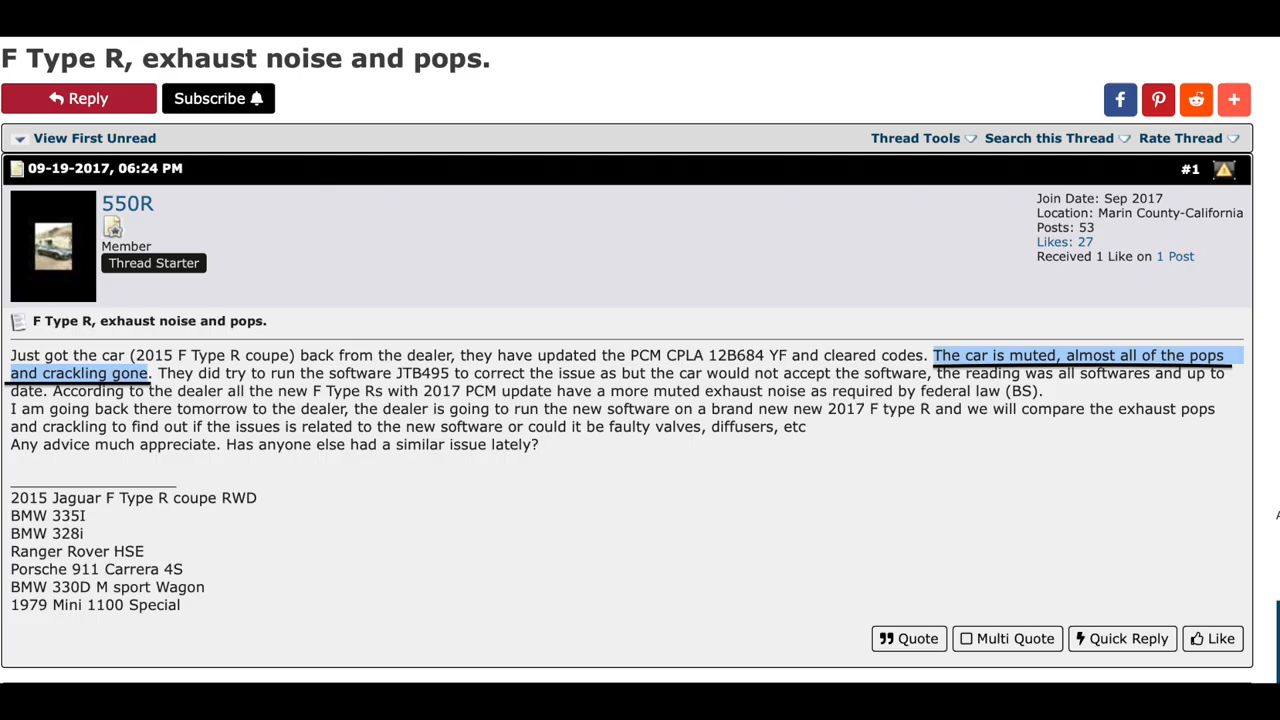 F Type R, exhaust noise and pops.
Reply Subscribe
View First Unread Thread Tools Search this Thread Rate Thread
09-19-2017, 06:24 PM #1
550R
Member
Thread Starter
Join Date: Sep 2017
Location: Marin County-California
Posts: 53
Likes: 27
Received 1 Like on 1 Post
F Type R, exhaust noise and pops.
Just got the car (2015 F Type R coupe) back from the dealer, they have updated the PCM CPLA 12B684 YF and cleared codes. The car is muted, almost all of the pops
and crackling gone. They did try to run the software JTB495 to correct the issue as but the car would not accept the software, the reading was all softwares and up to
date. According to the dealer all the new F Type Rs with 2017 PCM update have a more muted exhaust noise as required by federal law (BS).
I am going back there tomorrow to the dealer, the dealer is going to run the new software on a brand new new 2017 F type R and we will compare the exhaust pops
and crackling to find out if the issues is related to the new software or could it be faulty valves, diffusers, etc
Any advice much appreciate. Has anyone else had a similar issue lately?
2015 Jaguar F Type R coupe RWD
BMW 335I
BMW 328i
Ranger Rover HSE
Porsche 911 Carrera 4S
BMW 330D M sport Wagon
1979 Mini 1100 Special
Quote Multi Quote Quick Reply Like